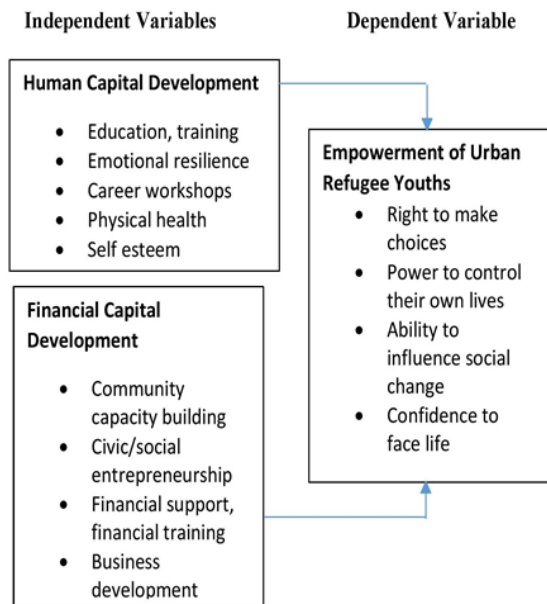 Independent Variables
Dependent Variable
Human Capital Development
• Education, training
• Emotional resilience
• Career workshops
• Physical health
• Self esteem
Financial Capital
Development
• Community
capacity building
• Civic/social
entrepreneurship
• Financial support,
financial training
• Business
development
Empowerment of Urban
Refugee Youths
• Right to make
choices
• Power to control
their own lives
• Ability to
influence social
change
• Confidence to
face life